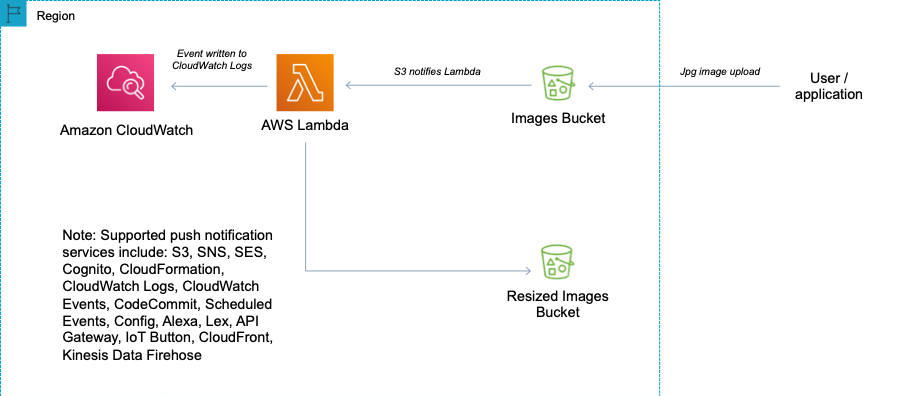 Region
Event written to
CloudWatch Logs
S3 notifies Lambda
Jpg image upload
User /
application
Amazon CloudWatch
AWS Lambda
Images Bucket
Note: Supported push notification
services include: S3, SNS, SES,
Cognito, CloudFormation,
CloudWatch Logs, CloudWatch
Events, CodeCommit, Scheduled
Events, Config, Alexa, Lex, API
Gateway, IoT Button, CloudFront,
Kinesis Data Firehose
Resized Images
Bucket